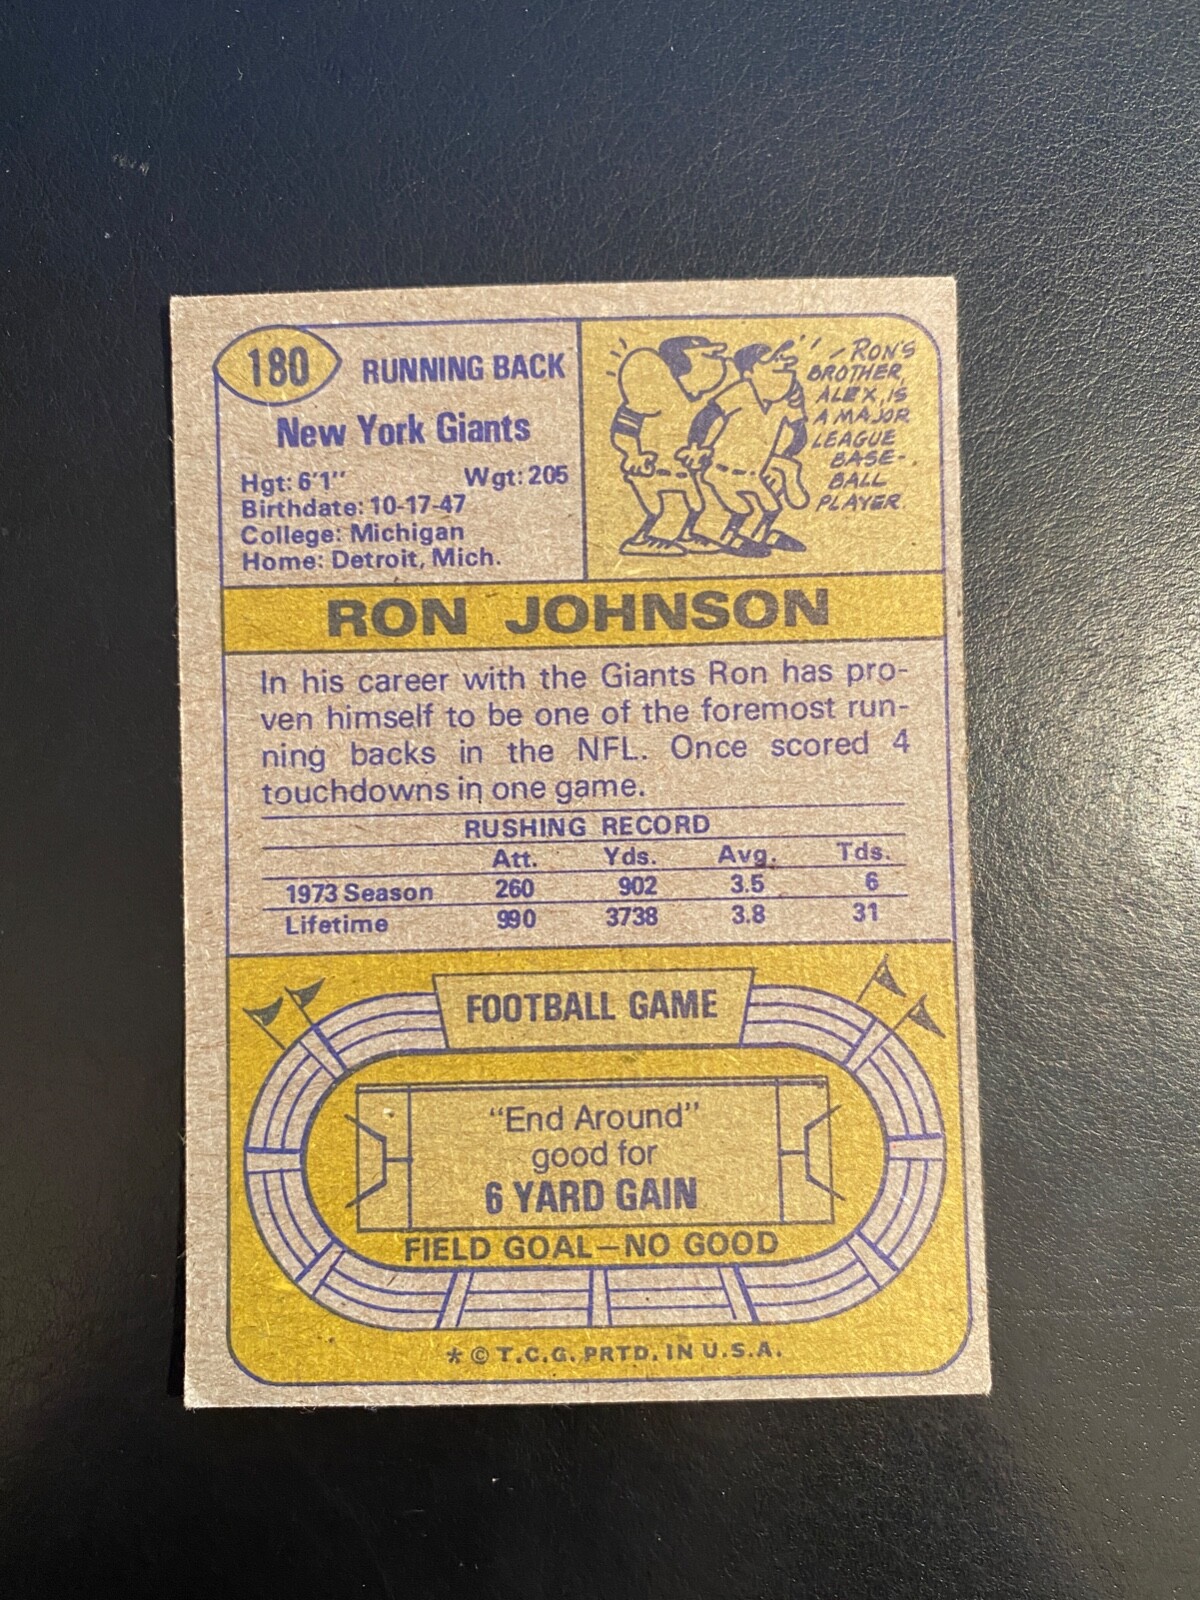 180
RUNNING BACK
New York Giants
Hgt: 6'1" Wgt: 205
Birthdate: 10-17-47
College: Michigan
Home: Detroit, Mich.
RON'S
BROTHER,
ALEX, IS
A MAJOR
LEAGUE
BASE-
BALL
PLAYER.
RON JOHNSON
In his career with the Giants Ron has pro-
ven himself to be one of the foremost run-
ning backs in the NFL. Once scored 4
touchdowns in one game.
RUSHING RECORD
Att. Yds. Avg. Tds.
1973 Season 260 902 3.5 6
Lifetime 990 3738 3.8 31
FOOTBALL GAME
"End Around"
good for
6 YARD GAIN
FIELD GOAL—NO GOOD
* © T.C.G. PRTD. IN U.S.A.